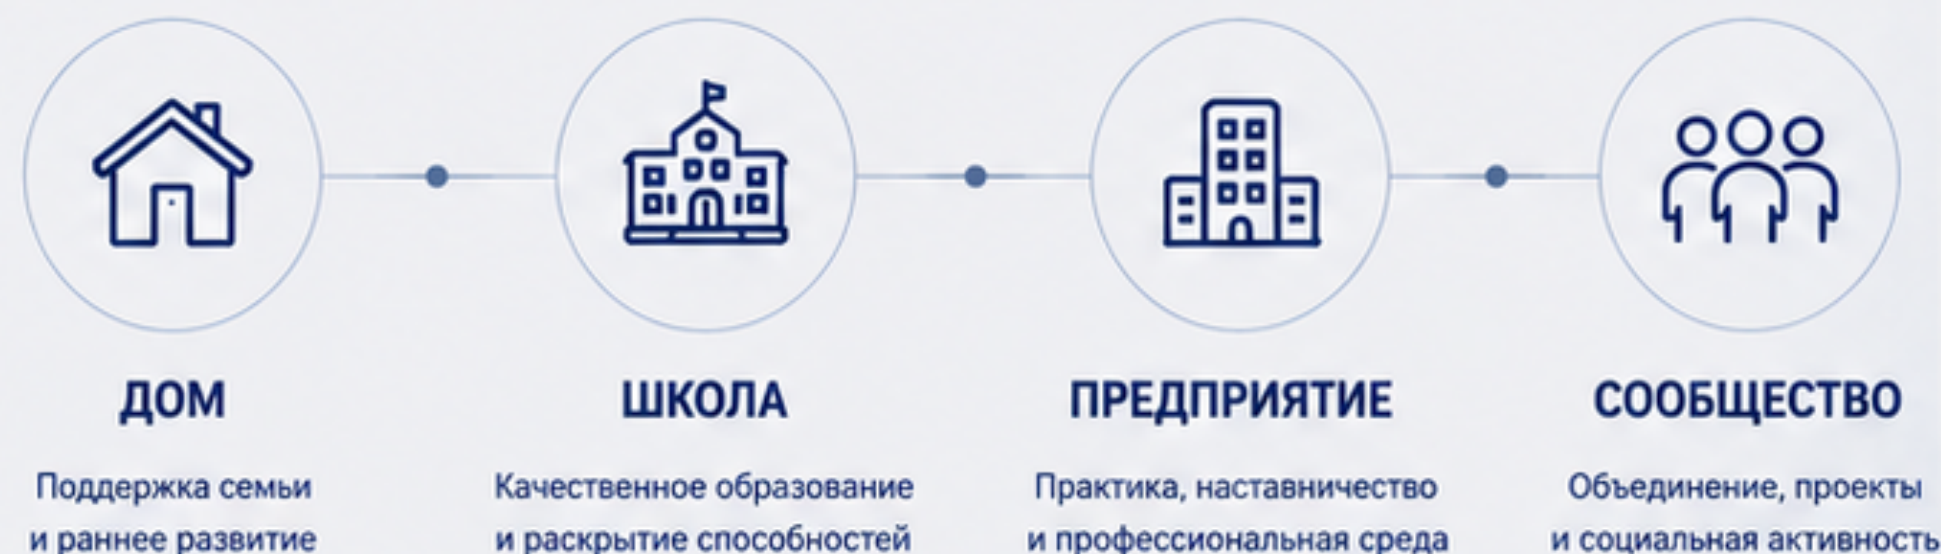 ДОМ
Поддержка семьи
и раннее развитие
ШКОЛА
Качественное образование
и раскрытие способностей
ПРЕДПРИЯТИЕ
Практика, наставничество
и профессиональная среда
СООБЩЕСТВО
Объединение, проекты
и социальная активность